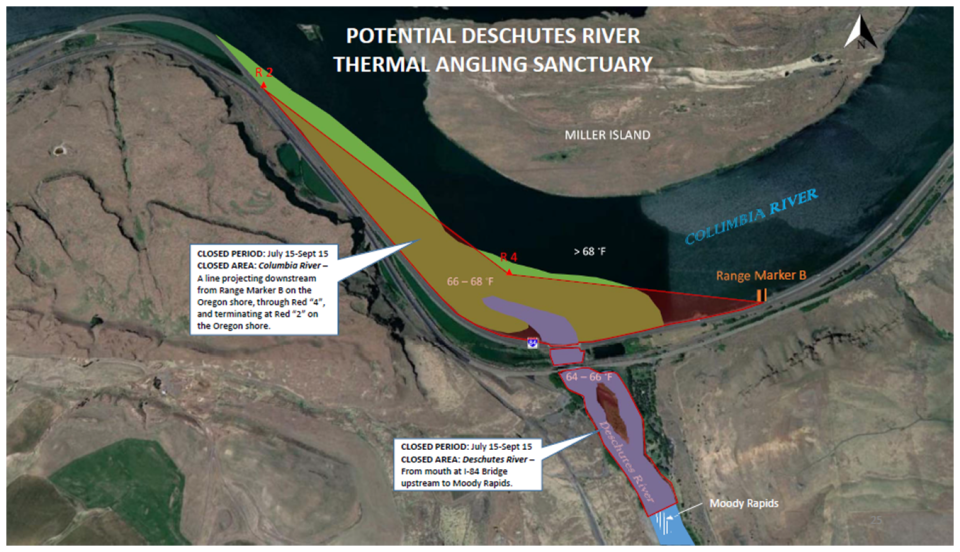 POTENTIAL DESCHUTES RIVER
THERMAL ANGLING SANCTUARY
N
R 2
MILLER ISLAND
COLUMBIA RIVER
> 68 °F
R 4
Range Marker B
66 – 68 °F
CLOSED PERIOD: July 15-Sept 15
CLOSED AREA: Columbia River –
A line projecting downstream
from Range Marker B on the
Oregon shore, through Red "4",
and terminating at Red "2" on
the Oregon shore.
64 – 66 °F
CLOSED PERIOD: July 15-Sept 15
CLOSED AREA: Deschutes River –
From mouth at I-84 Bridge
upstream to Moody Rapids.
Deschutes River
Moody Rapids